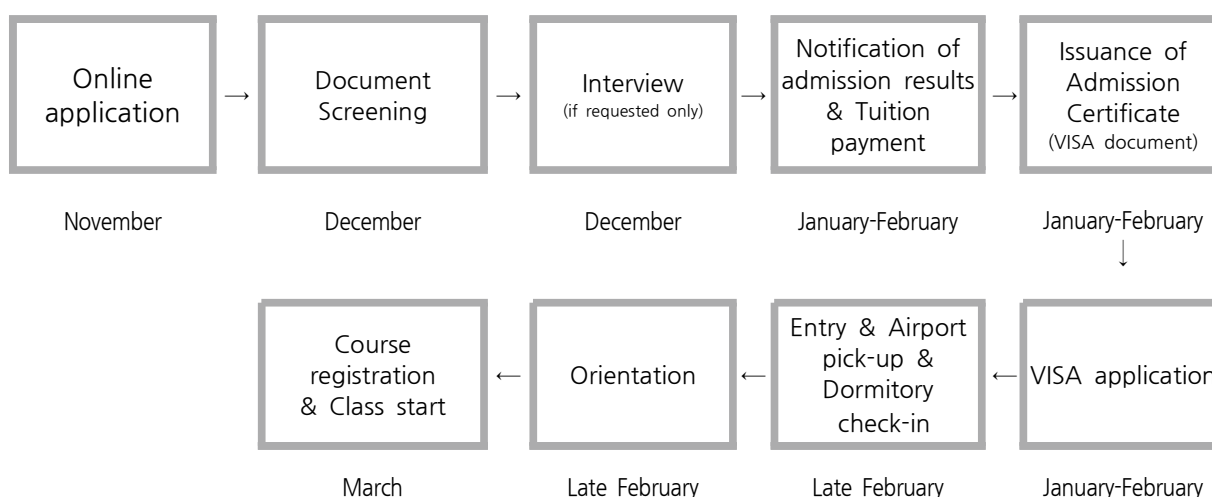 Online
application
→
Document
Screening
→
Interview
(if requested only)
→
Notification of
admission results
& Tuition
payment
→
Issuance of
Admission
Certificate
(VISA document)
November
December
December
January-February
January-February
↓
VISA application
←
Entry & Airport
pick-up &
Dormitory
check-in
←
Orientation
←
Course
registration
& Class start
January-February
Late February
Late February
March